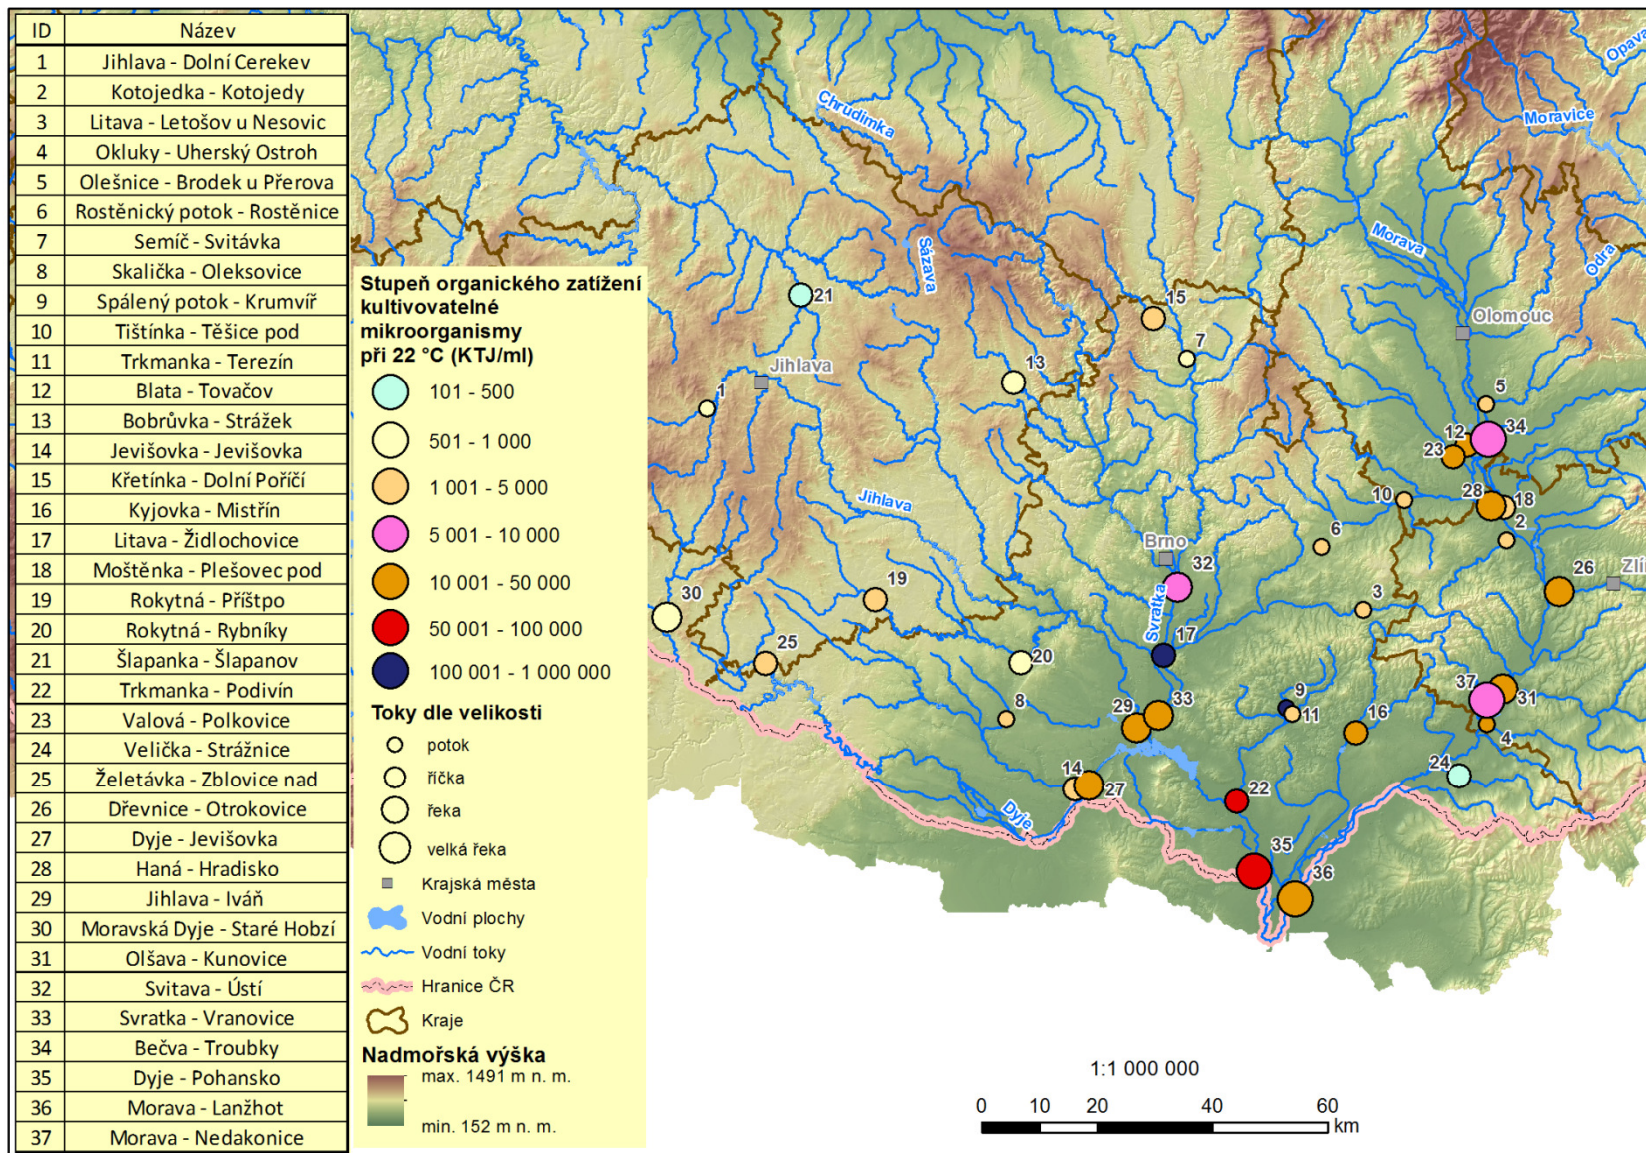 ID Název
1 Jihlava - Dolní Cerekev
2 Kotojedka - Kotojedy
3 Litava - Letošov u Nesovic
4 Okluky - Uherský Ostroh
5 Olešnice - Brodek u Přerova
6 Rostěnický potok - Rostěnice
7 Semíč - Svitávka
8 Skalička - Oleksovice
9 Spálený potok - Krumvíř
10 Tištínka - Těšice pod
11 Trkmanka - Terezín
12 Blata - Tovačov
13 Bobrůvka - Strážek
14 Jevišovka - Jevišovka
15 Křetínka - Dolní Poříčí
16 Kyjovka - Mistřín
17 Litava - Židlochovice
18 Moštěnka - Plešovec pod
19 Rokytná - Příštpo
20 Rokytná - Rybníky
21 Šlapanka - Šlapanov
22 Trkmanka - Podivín
23 Valová - Polkovice
24 Velička - Strážnice
25 Želetávka - Zblovice nad
26 Dřevnice - Otrokovice
27 Dyje - Jevišovka
28 Haná - Hradisko
29 Jihlava - Iváň
30 Moravská Dyje - Staré Hobzí
31 Olšava - Kunovice
32 Svitava - Ústí
33 Svratka - Vranovice
34 Bečva - Troubky
35 Dyje - Pohansko
36 Morava - Lanžhot
37 Morava - Nedakonice
Stupeň organického zatížení
kultivovatelné
mikroorganismy
při 22 °C (KTJ/ml)
101 - 500
501 - 1 000
1 001 - 5 000
5 001 - 10 000
10 001 - 50 000
50 001 - 100 000
100 001 - 1 000 000
Toky dle velikosti
potok
říčka
řeka
velká řeka
Krajská města
Vodní plochy
Vodní toky
Hranice ČR
Kraje
Nadmořská výška
max. 1491 m n. m.
min. 152 m n. m.
Chrudimka
Opava
Moravice
Sázava
Morava
Odra
21
15
Olomouc
7
13
Jihlava
1
5
12
34
23
Jihlava
10
28
18
2
6
Brno
32
Zlín
26
19
30
3
Svratka
17
25
20
37
31
9
11
8
29
33
16
4
24
14
27
22
Dyje
35
36
1:1 000 000
0 10 20 40 60
km